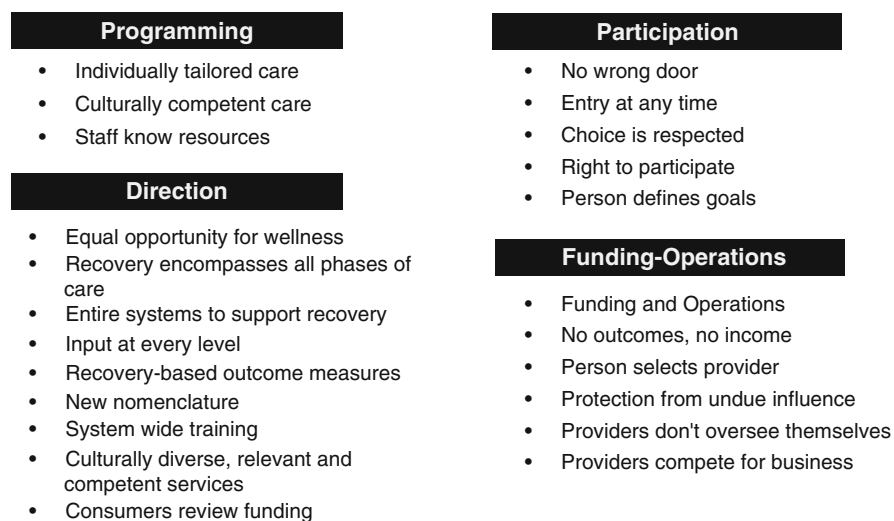 Programming
• Individually tailored care
• Culturally competent care
• Staff know resources
Direction
• Equal opportunity for wellness
• Recovery encompasses all phases of
care
• Entire systems to support recovery
• Input at every level
• Recovery-based outcome measures
• New nomenclature
• System wide training
• Culturally diverse, relevant and
competent services
• Consumers review funding
Participation
• No wrong door
• Entry at any time
• Choice is respected
• Right to participate
• Person defines goals
Funding-Operations
• Funding and Operations
• No outcomes, no income
• Person selects provider
• Protection from undue influence
• Providers don't oversee themselves
• Providers compete for business